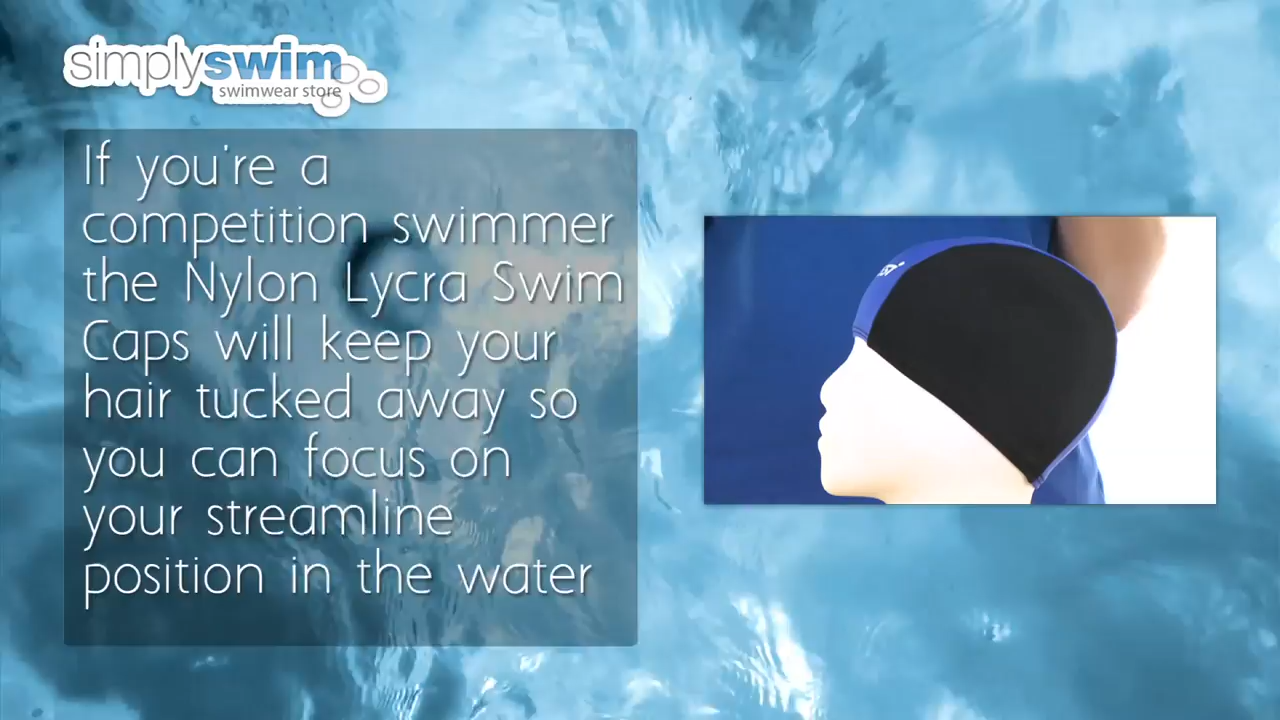 simplyswim
swimwear store
If you're a
competition swimmer
the Nylon Lycra Swim
Caps will keep your
hair tucked away so
you can focus on
your streamline
position in the water